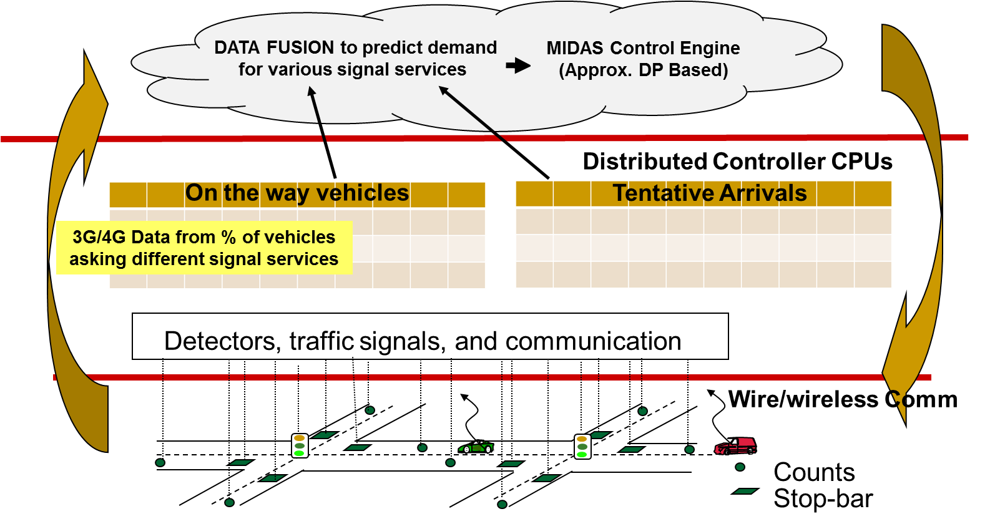 DATA FUSION to predict demand
for various signal services
MIDAS Control Engine
(Approx. DP Based)
Distributed Controller CPUs
On the way vehicles
Tentative Arrivals
3G/4G Data from % of vehicles
asking different signal services
Detectors, traffic signals, and communication
Wire/wireless Comm
Counts
Stop-bar